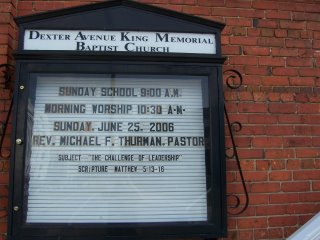 Dexter Avenue King Memorial
Baptist Church
SUNDAY SCHOOL 9:00 A.M.
MORNING WORSHIP 10:30 A.M.
SUNDAY. JUNE 25, 2006
REV. MICHAEL F. THURMAN, PASTOR
SUBJECT "THE CHALLENGE OF LEADERSHIP"
SCRIPTURE MATTHEW 5:13-16